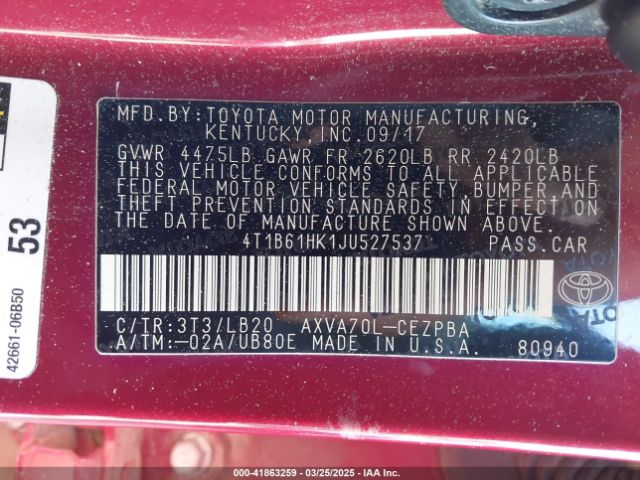 MFD.BY:TOYOTA MOTOR MANUFACTURING,
KENTUCKY,INC.09/17
GVWR 4475LB GAWR FR 2620LB RR 2420LB
THIS VEHICLE CONFORMS TO ALL APPLICABLE
FEDERAL MOTOR VEHICLE SAFETY, BUMPER AND
THEFT PREVENTION STANDARDS IN EFFECT ON
THE DATE OF MANUFACTURE SHOWN ABOVE.
4T1B61HK1JU527537 PASS.CAR
C/TR:3T3/LB20 AXVA70L-CEZPBA
A/TM:-02A/UB80E MADE IN U.S.A. 80940
TOYOTA
53
42661-06B50
000-41863259 | 03/25/2025 | IAA Inc.